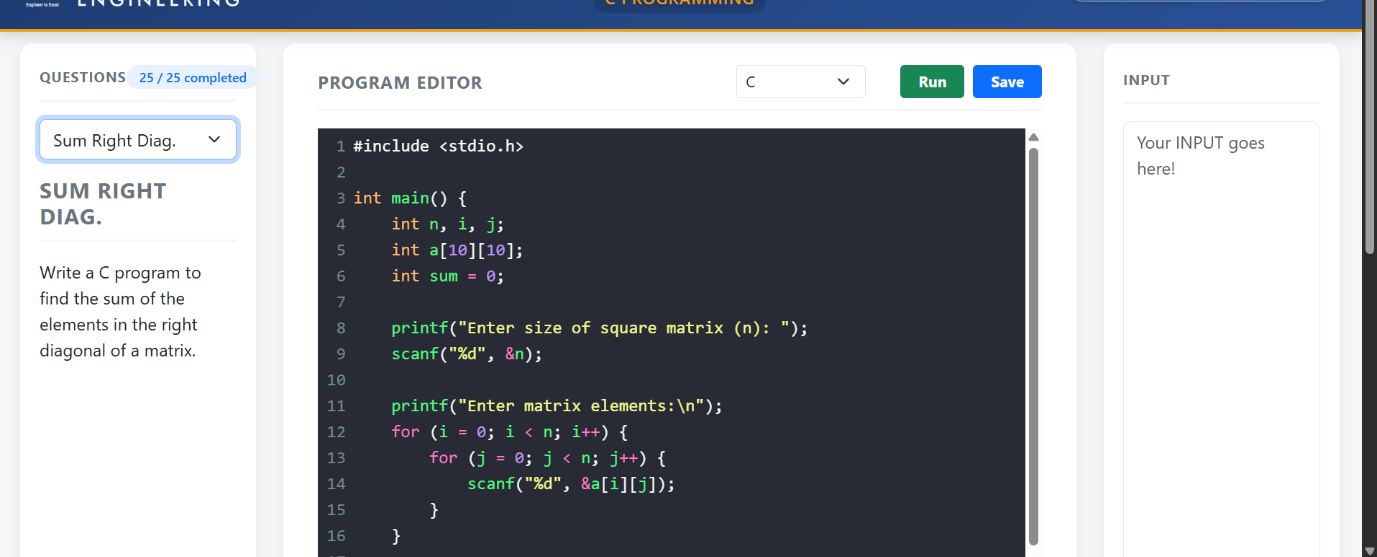 Engineer to Excel
ENGINEERING
C PROGRAMMING
QUESTIONS 25 / 25 completed
Sum Right Diag.
SUM RIGHT
DIAG.
Write a C program to
find the sum of the
elements in the right
diagonal of a matrix.
PROGRAM EDITOR
C
Run
Save
1 #include <stdio.h>
2
3 int main() {
4     int n, i, j;
5     int a[10][10];
6     int sum = 0;
7
8     printf("Enter size of square matrix (n): ");
9     scanf("%d", &n);
10
11     printf("Enter matrix elements:\n");
12     for (i = 0; i < n; i++) {
13         for (j = 0; j < n; j++) {
14             scanf("%d", &a[i][j]);
15         }
16     }
INPUT
Your INPUT goes
here!